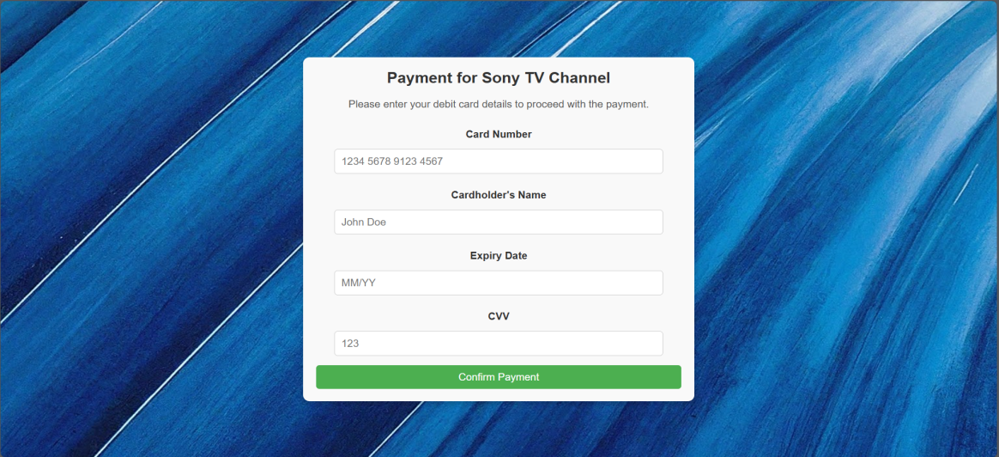 Payment for Sony TV Channel
Please enter your debit card details to proceed with the payment.
Card Number
1234 5678 9123 4567
Cardholder's Name
John Doe
Expiry Date
MM/YY
CVV
123
Confirm Payment